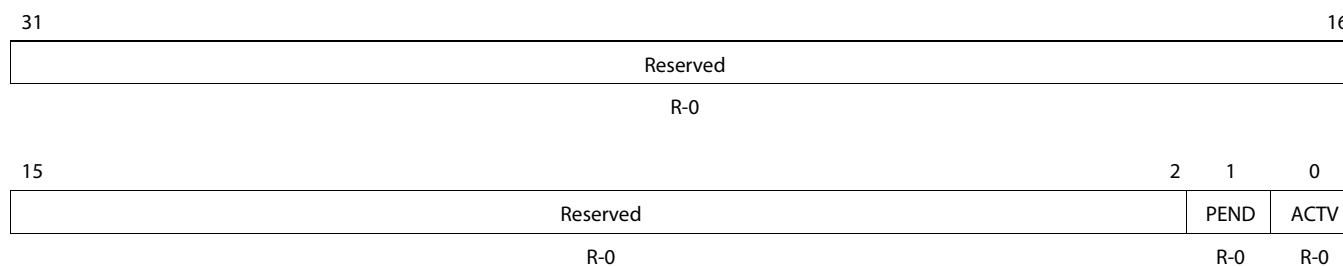 31 16
Reserved
R-0
15 2 1 0
Reserved PEND ACTV
R-0 R-0 R-0